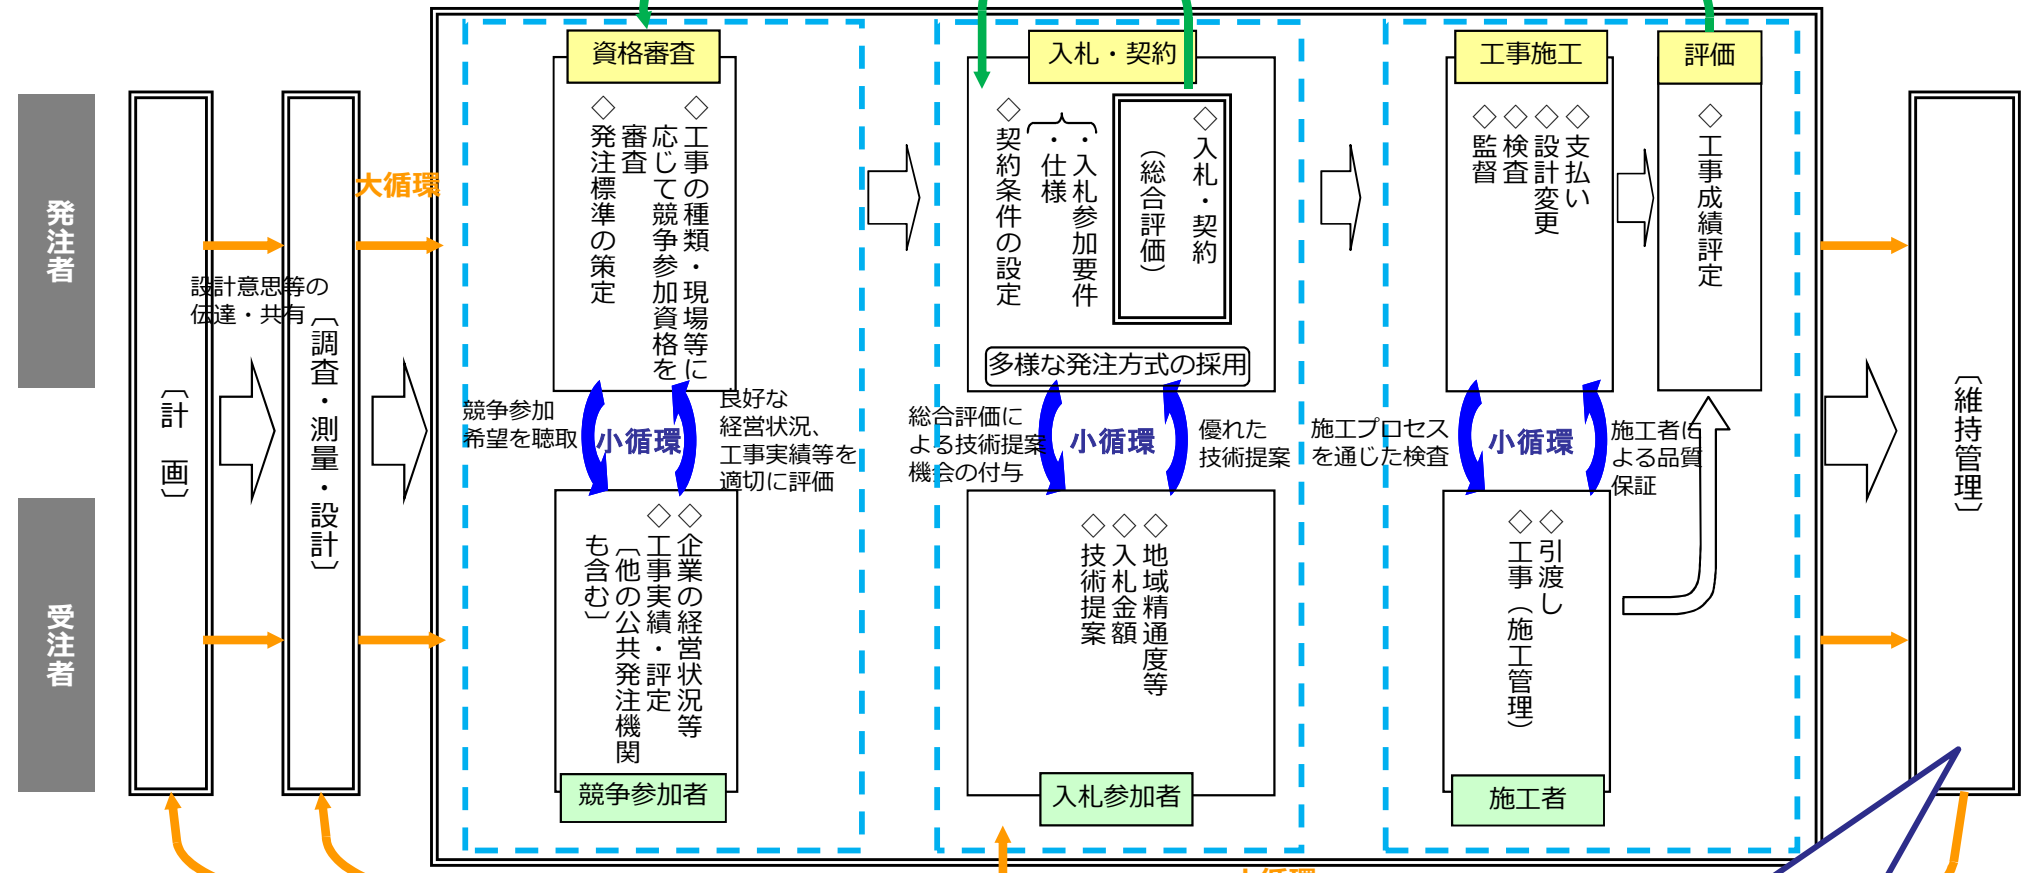 発注者
受注者
〔計　画〕
設計意思等の
伝達・共有
〔調査・測量・設計〕
大循環
資格審査
◇工事の種類・現場等に
応じて競争参加資格を
審査
◇発注標準の策定
競争参加
希望を聴取
小循環
良好な
経営状況、
工事実績等を
適切に評価
◇企業の経営状況等
◇工事実績・評定
〔他の公共発注機関
も含む〕
競争参加者
入札・契約
◇入札・契約
（総合評価）
・入札参加要件
・仕様
◇契約条件の設定
多様な発注方式の採用
総合評価に
よる技術提案
機会の付与
小循環
優れた
技術提案
◇地域精通度等
◇入札金額
◇技術提案
入札参加者
工事施工
◇支払い
◇設計変更
◇検査
◇監督
評価
◇工事成績評定
施工プロセス
を通じた検査
小循環
施工者に
よる品質
保証
◇引渡し
◇工事（施工管理）
施工者
〔維持管理〕
大循環